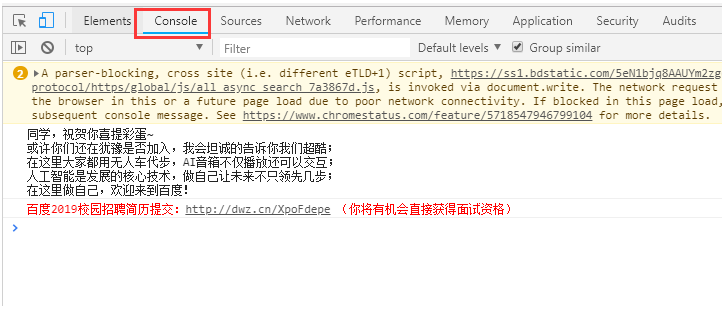 Elements Console Sources Network Performance Memory Application Security Audits
top Filter Default levels Group similar
2 A parser-blocking, cross site (i.e. different eTLD+1) script, https://ss1.bdstatic.com/5eN1bjq8AAUYm2zg
protocol/https/global/js/all_async_search_7a3867d.js, is invoked via document.write. The network request
the browser in this or a future page load due to poor network connectivity. If blocked in this page load,
subsequent console message. See https://www.chromestatus.com/feature/5718547946799104 for more details.
同学，祝贺你喜提彩蛋~
或许你们还在犹豫是否加入，我会坦诚的告诉你我们超酷；
在这里大家都用无人车代步，AI音箱不仅播放还可以交互；
人工智能是发展的核心技术，做自己让未来不只领先几步；
在这里做自己，欢迎来到百度！
百度2019校园招聘简历提交：http://dwz.cn/XpoFdepe （你将有机会直接获得面试资格）